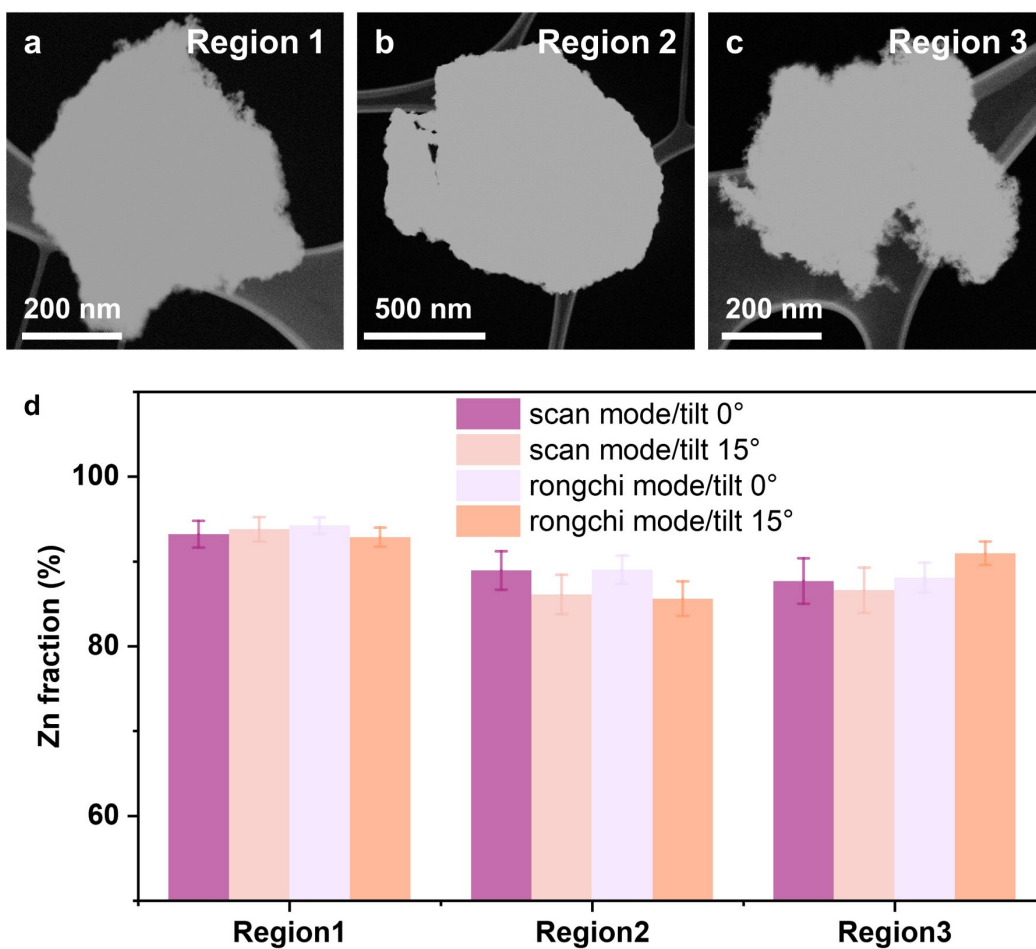 a
Region 1
200 nm
b
Region 2
500 nm
c
Region 3
200 nm
d
scan mode/tilt 0°
scan mode/tilt 15°
rongchi mode/tilt 0°
rongchi mode/tilt 15°
Zn fraction (%)
100
80
60
Region1
Region2
Region3